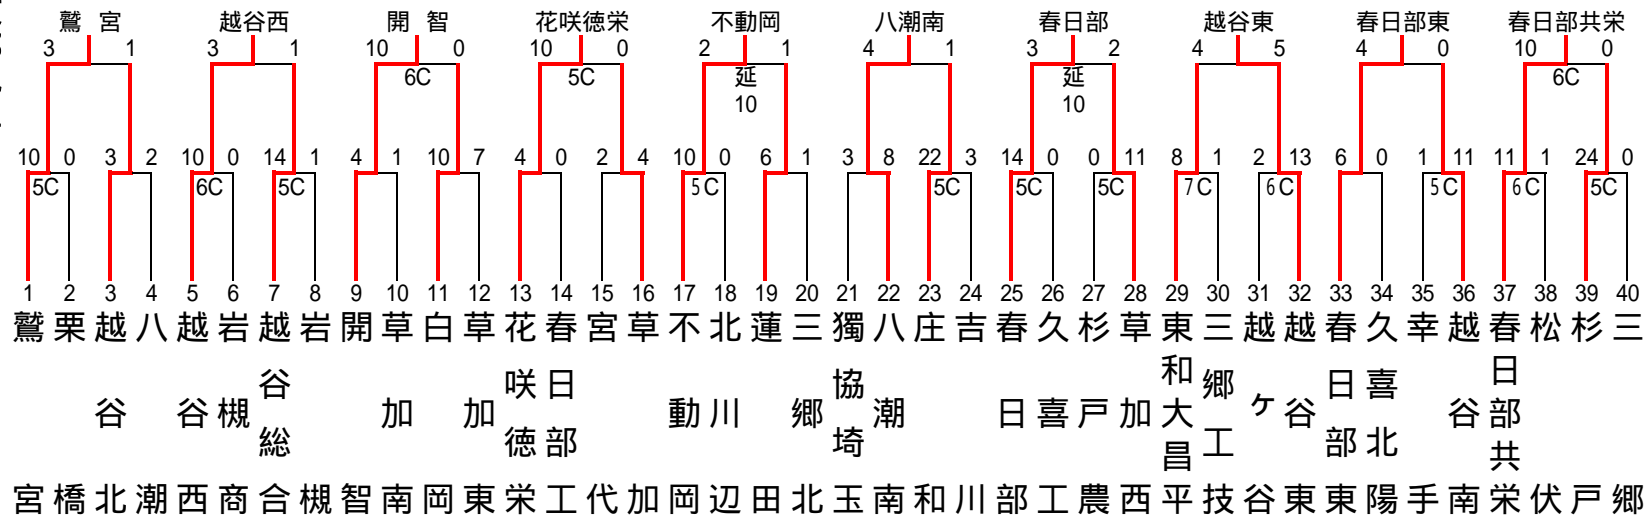 鷲宮 越谷西 開智 花咲徳栄 不動岡 八潮南 春日部 越谷東 春日部東 春日部共栄
3 1 3 1 10 0 10 0 2 1 4 1 3 2 4 5 4 0 10 0
6C 5C 延 延 6C
10 10
10 0 3 2 10 0 14 1 4 1 10 7 4 0 2 4 10 0 6 1 3 8 22 3 14 0 0 11 8 1 2 13 6 0 1 11 11 1 24 0
5C 6C 5C 5C 5C 5C 5C 7C 6C 5C 6C 5C
1 2 3 4 5 6 7 8 9 10 11 12 13 14 15 16 17 18 19 20 21 22 23 24 25 26 27 28 29 30 31 32 33 34 35 36 37 38 39 40
鷲宮
栗橋
越谷北
八潮
越谷西
岩槻商
越谷総合
岩槻
開智
草加南
白岡
草加東
花咲徳栄
春日部工
宮代
草加
不動岡
北川辺
蓮田
三郷北
獨協埼玉
八潮南
庄和
吉川
春日部
久喜工
杉戸農
草加西
東和大昌平
三郷工技
越ケ谷
越谷東
春日部東
久喜北陽
幸手
越谷南
春日部共栄
松伏
杉戸
三郷